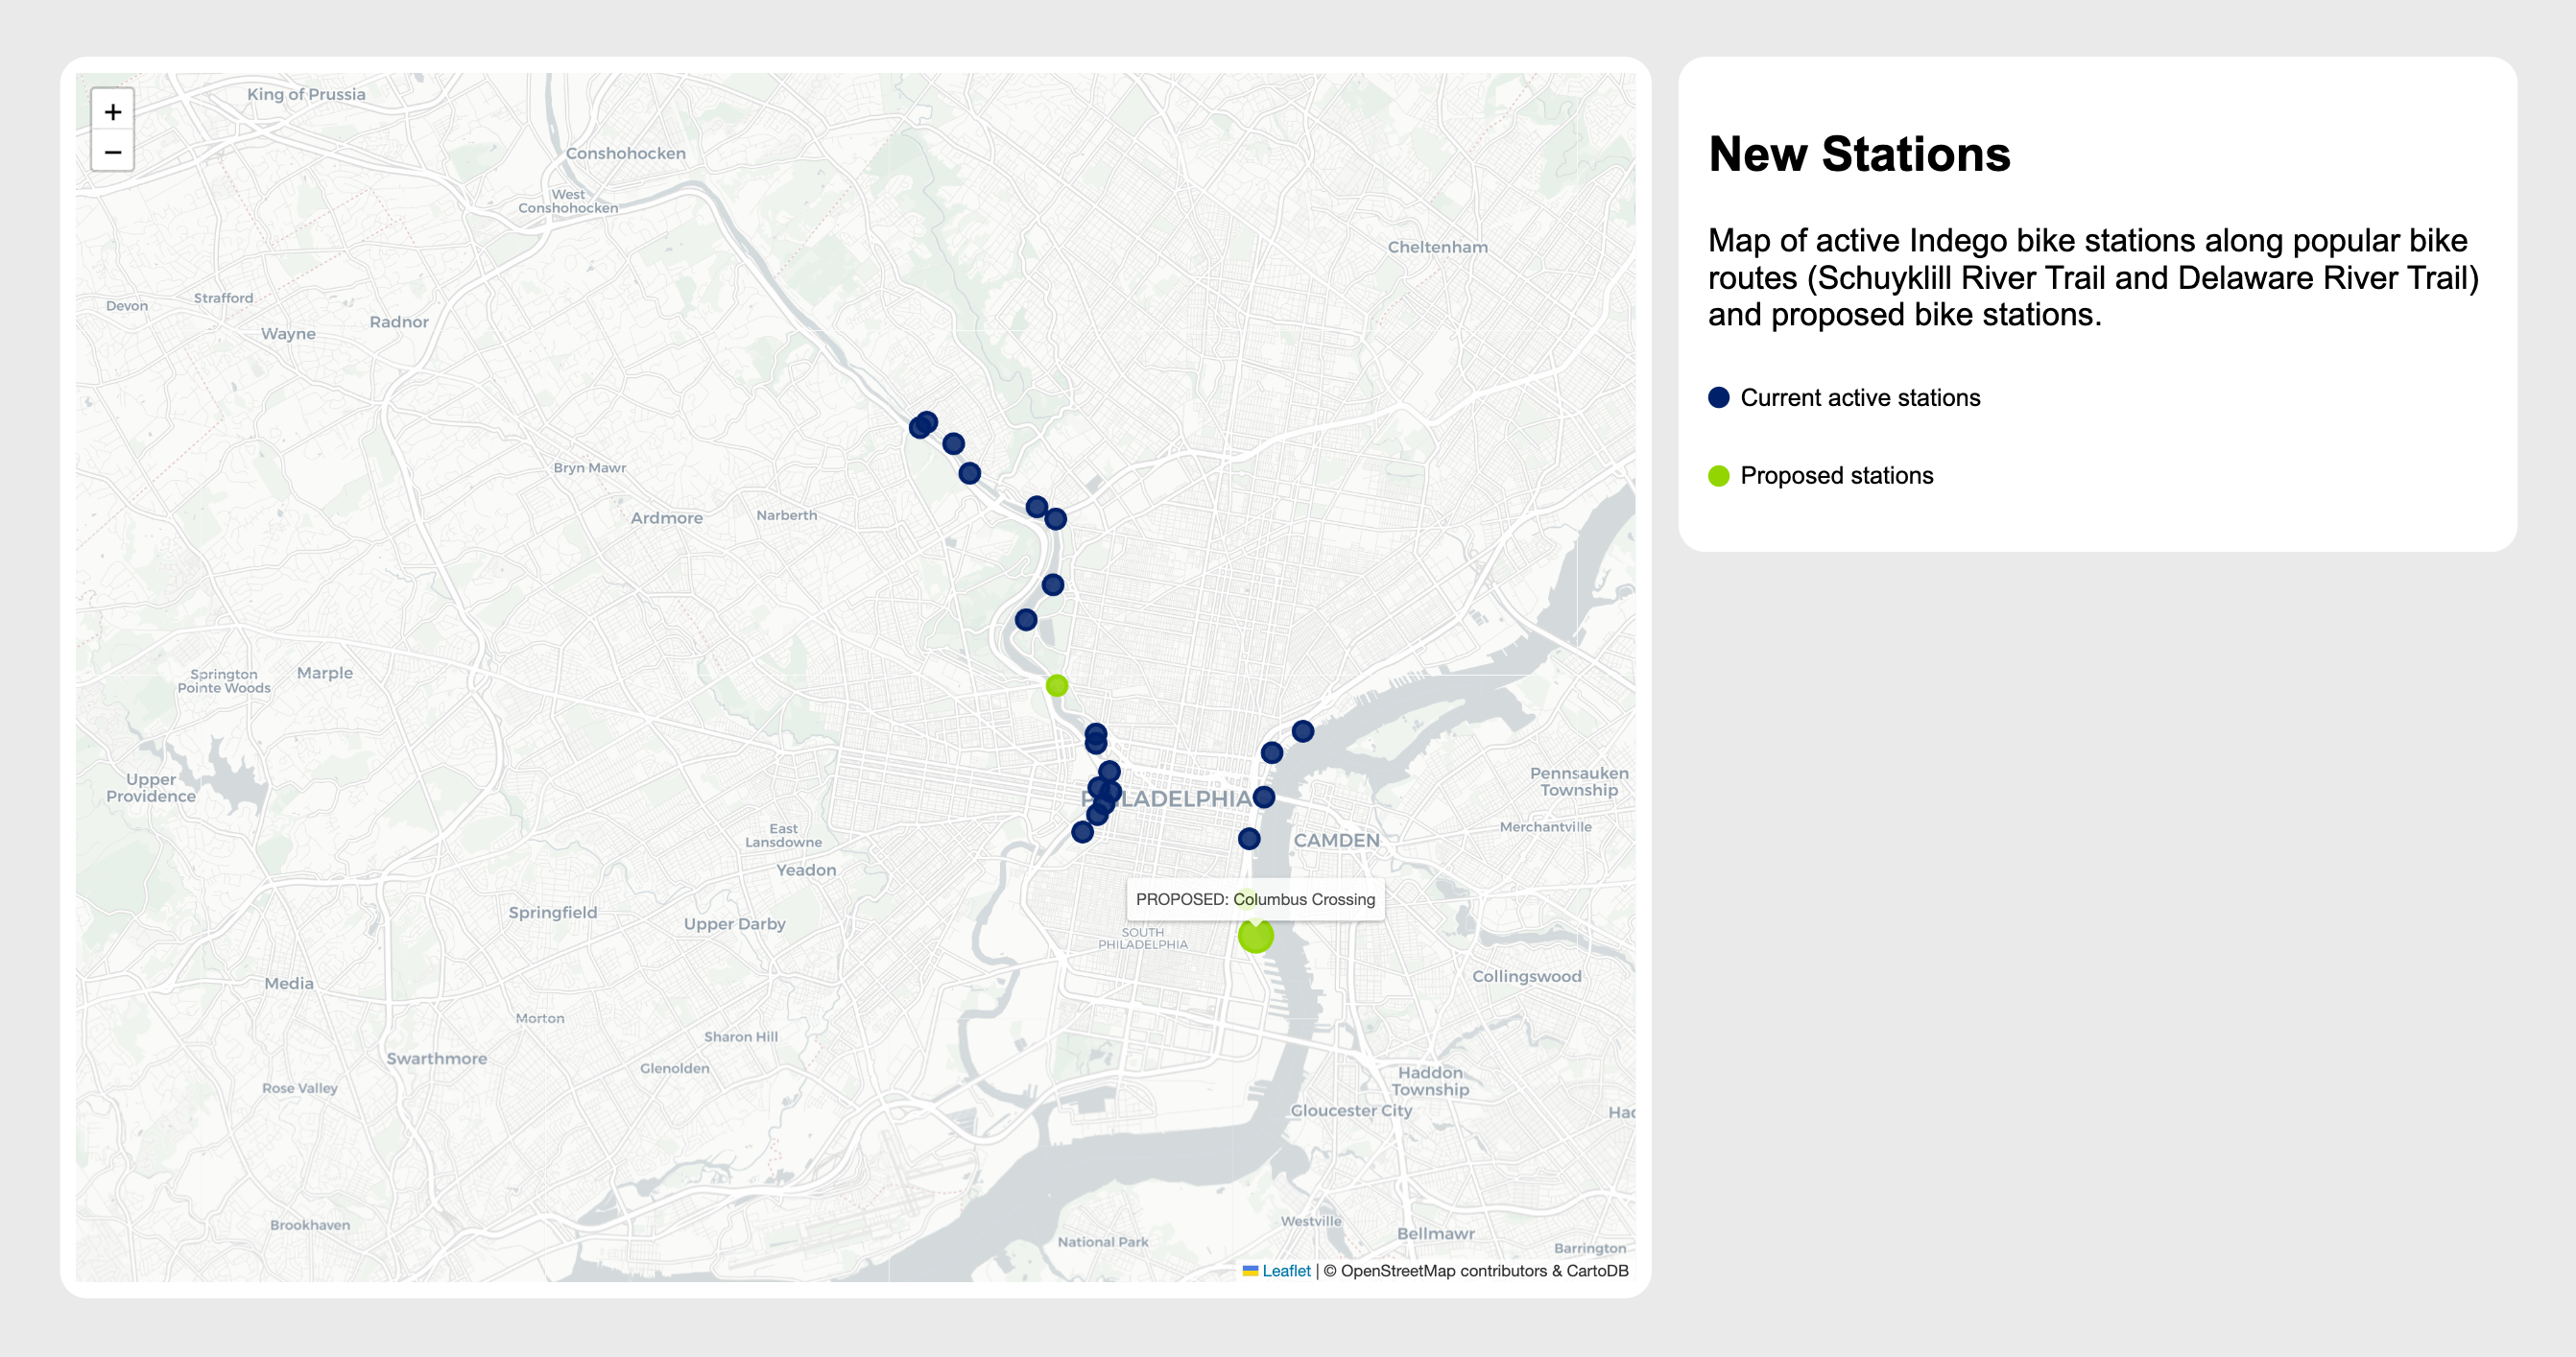 +
−
King of Prussia
Conshohocken
West
Conshohocken
Cheltenham
Devon
Strafford
Wayne
Radnor
Bryn Mawr
Ardmore
Narberth
Springton
Pointe Woods
Marple
Upper
Providence
PHILADELPHIA
Pennsauken
Township
East
Lansdowne
CAMDEN
Merchantville
Yeadon
PROPOSED: Columbus Crossing
Springfield
Upper Darby
SOUTH
PHILADELPHIA
Media
Collingswood
Morton
Sharon Hill
Swarthmore
Glenolden
Rose Valley
Haddon
Township
Gloucester City
Had
Brookhaven
Westville
National Park
Bellmawr
Barrington
Leaflet | © OpenStreetMap contributors & CartoDB
New Stations
Map of active Indego bike stations along popular bike
routes (Schuyklill River Trail and Delaware River Trail)
and proposed bike stations.
Current active stations
Proposed stations